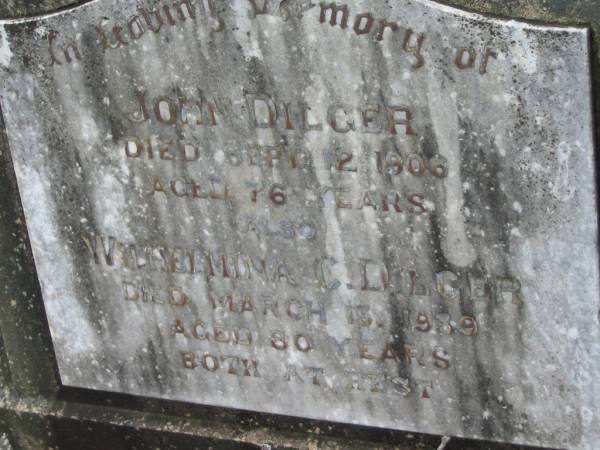 In Loving Memory of
JOHN DILGER
DIED SEPT. 12 1906
AGED 76 YEARS
ALSO
WILHELMINA C. DILGER
DIED MARCH 15. 1939
AGED 80 YEARS
BOTH AT REST